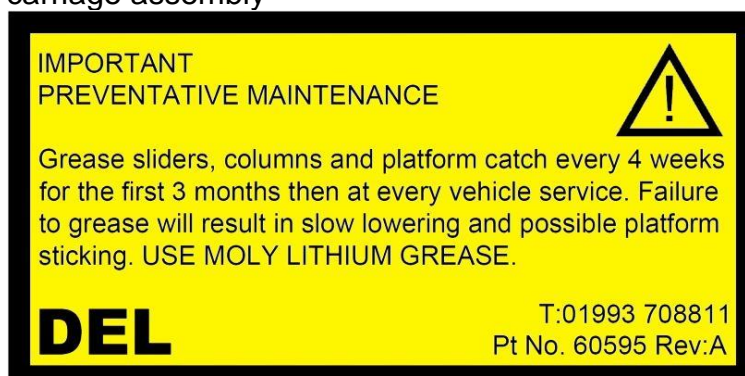 carriage assembly
IMPORTANT
PREVENTATIVE MAINTENANCE
!
Grease sliders, columns and platform catch every 4 weeks
for the first 3 months then at every vehicle service. Failure
to grease will result in slow lowering and possible platform
sticking. USE MOLY LITHIUM GREASE.
DEL
T:01993 708811
Pt No. 60595 Rev:A